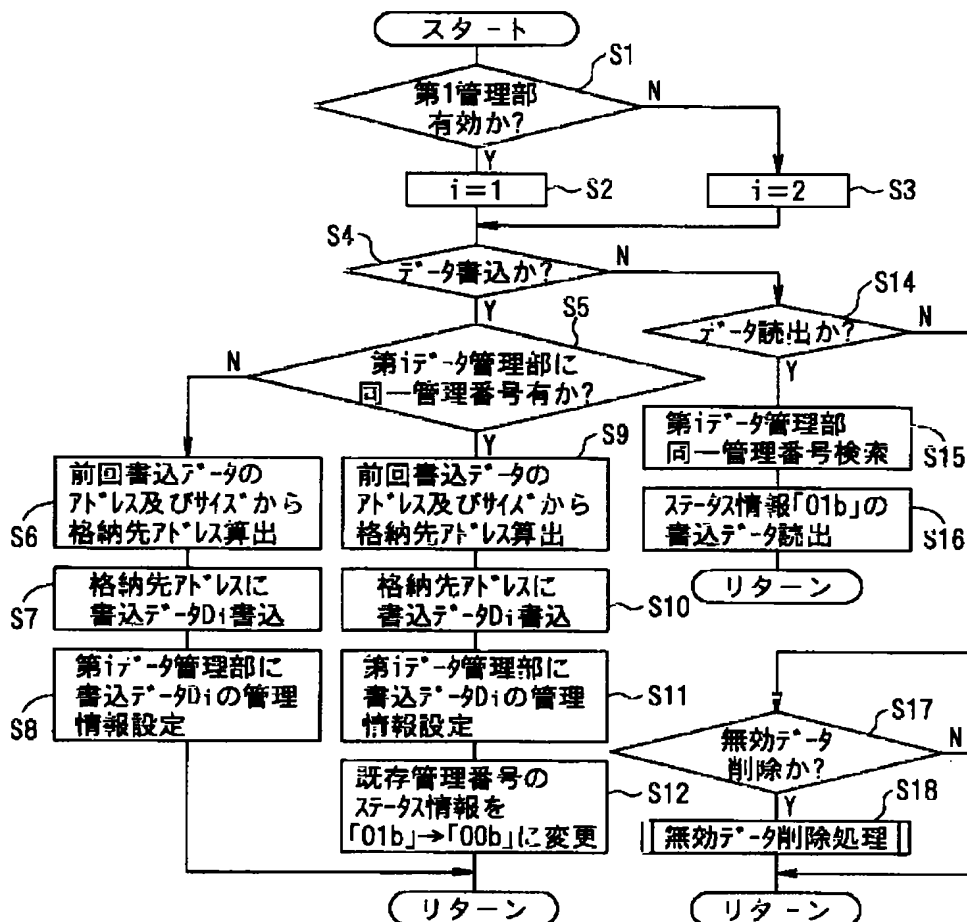 スタート
S1
第1管理部
有効か?
N
Y
i=1
S2
i=2
S3
S4
データ書込か?
N
Y
S14
データ読出か?
N
Y
S5
第iデータ管理部に
同一管理番号有か?
N
Y
第iデータ管理部
同一管理番号検索
S15
ステータス情報「01b」の
書込データ読出
S16
リターン
前回書込データの
アドレス及びサイズから
格納先アドレス算出
S6
S9
前回書込データの
アドレス及びサイズから
格納先アドレス算出
格納先アドレスに
書込データDi書込
S7
格納先アドレスに
書込データDi書込
S10
第iデータ管理部に
書込データDiの管理
情報設定
S8
第iデータ管理部に
書込データDiの管理
情報設定
S11
既存管理番号の
ステータス情報を
「01b」→「00b」に変更
S12
リターン
S17
無効データ
削除か?
N
Y
S18
無効データ削除処理
リターン